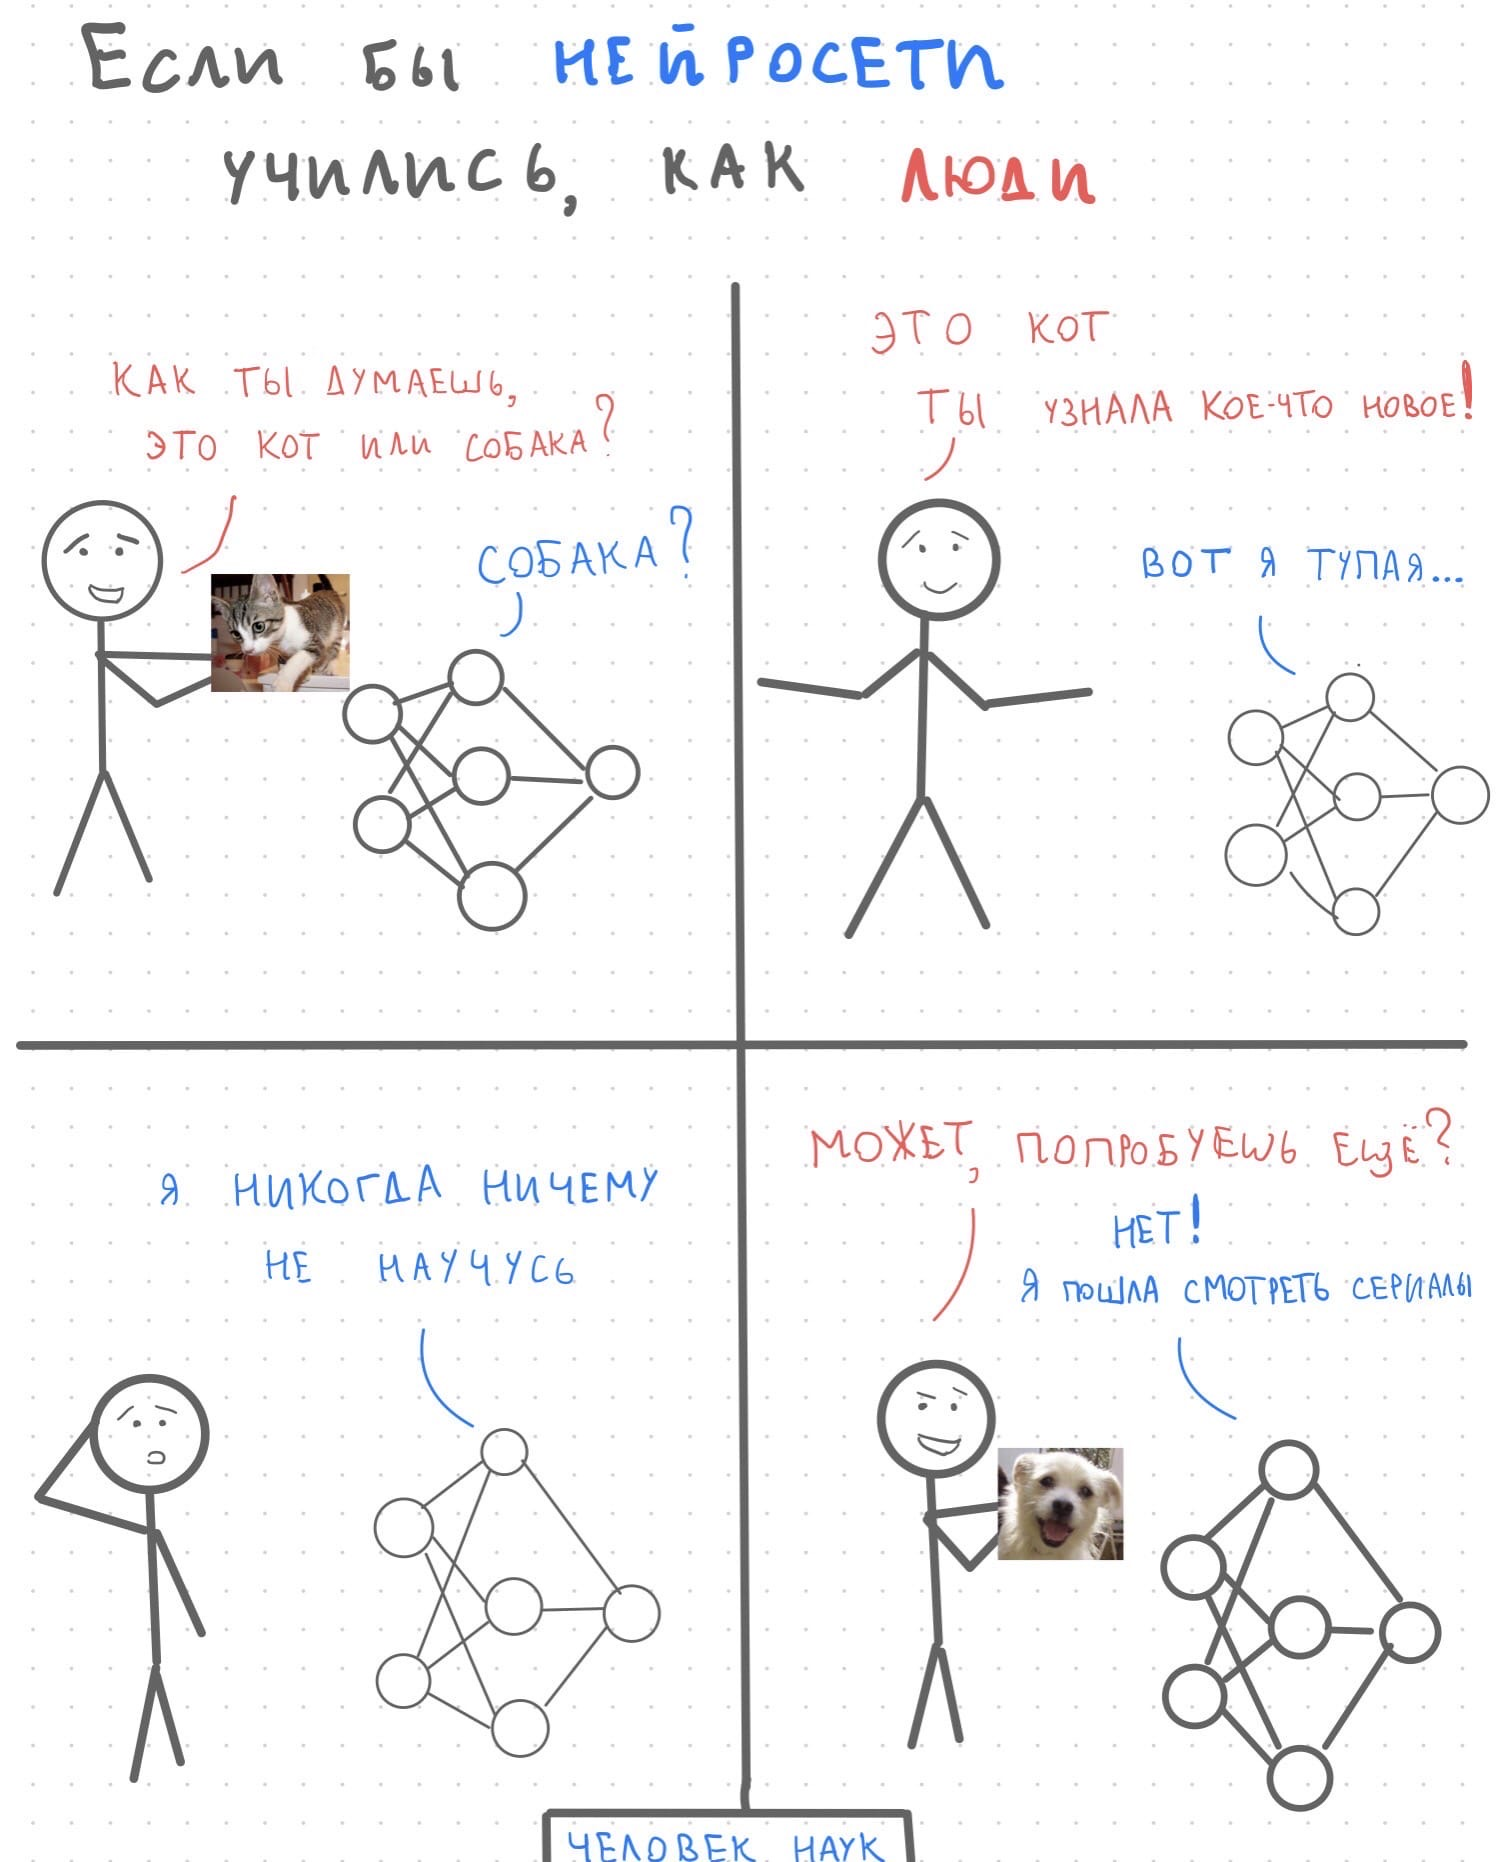 Если бы нейросети
учились, как люди
Как ты думаешь,
это кот или собака?
Собака?
Это кот
Ты узнала кое-что новое!
Вот я тупая...
Я никогда ничему
не научусь
Может, попробуешь ещё?
Нет!
Я пошла смотреть сериалы
Человек наук